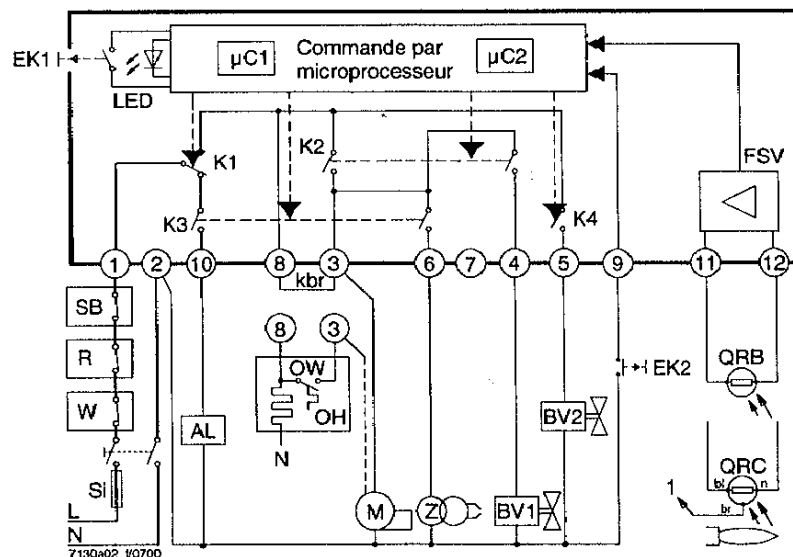 µC1
Commande par
microprocesseur
µC2
EK1
LED
FSV
K1
K2
K3
K4
1
2
10
8
3
6
7
4
5
9
11
12
kbr
SB
R
W
Si
L
N
AL
8
3
OW
OH
N
M
Z
BV1
BV2
EK2
QRB
QRC
bl
n
br
1
7130a02 f/0700